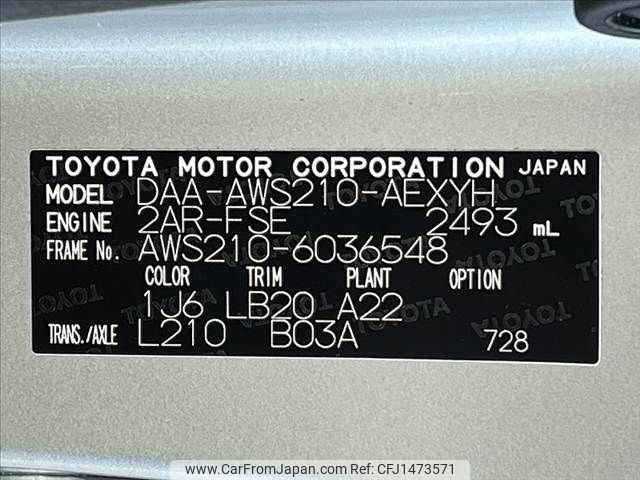 TOYOTA MOTOR CORPORATION JAPAN
MODEL DAA-AWS210-AEXYH
ENGINE 2AR-FSE 2493 mL
FRAME No. AWS210-6036548
COLOR TRIM PLANT OPTION
1J6 LB20 A22
TRANS./AXLE L210 B03A 728
www.CarFromJapan.com - CFJ1473571